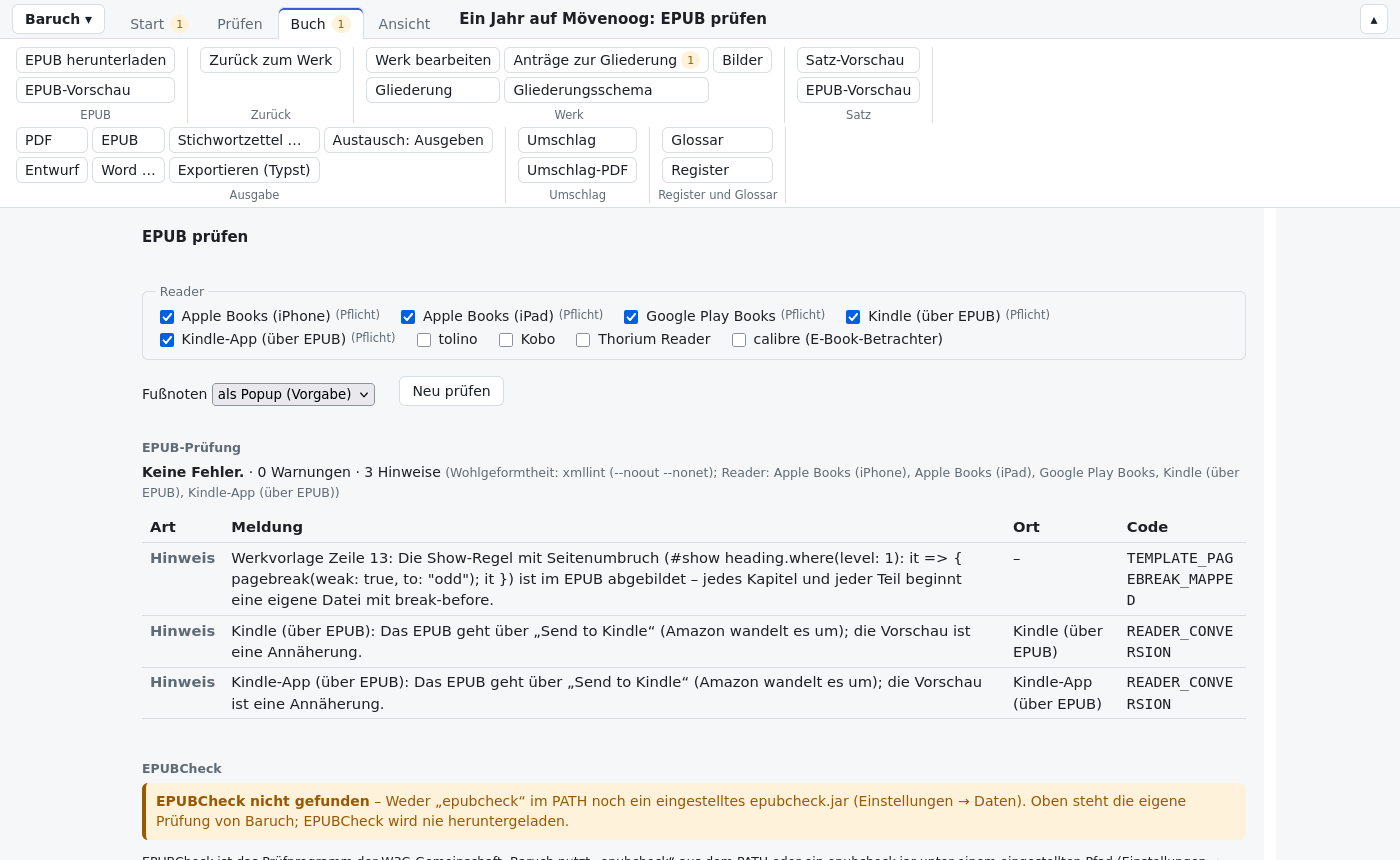 Baruch ▾ Start 1 Prüfen Buch 1 Ansicht Ein Jahr auf Mövenoog: EPUB prüfen ▴
EPUB herunterladen Zurück zum Werk Werk bearbeiten Anträge zur Gliederung 1 Bilder Satz-Vorschau
EPUB-Vorschau Gliederung Gliederungsschema EPUB-Vorschau
EPUB Zurück Werk Satz
PDF EPUB Stichwortzettel … Austausch: Ausgeben Umschlag Glossar
Entwurf Word … Exportieren (Typst) Umschlag-PDF Register
Ausgabe Umschlag Register und Glossar
EPUB prüfen
Reader
Apple Books (iPhone) (Pflicht) Apple Books (iPad) (Pflicht) Google Play Books (Pflicht) Kindle (über EPUB) (Pflicht)
Kindle-App (über EPUB) (Pflicht) tolino Kobo Thorium Reader calibre (E-Book-Betrachter)
Fußnoten als Popup (Vorgabe) Neu prüfen
EPUB-Prüfung
Keine Fehler. · 0 Warnungen · 3 Hinweise (Wohlgeformtheit: xmllint (--noout --nonet); Reader: Apple Books (iPhone), Apple Books (iPad), Google Play Books, Kindle (über
EPUB), Kindle-App (über EPUB))
Art Meldung Ort Code
Hinweis Werkvorlage Zeile 13: Die Show-Regel mit Seitenumbruch (#show heading.where(level: 1): it => { – TEMPLATE_PAG
pagebreak(weak: true, to: "odd"); it }) ist im EPUB abgebildet – jedes Kapitel und jeder Teil beginnt EBREAK_MAPPE
eine eigene Datei mit break-before. D
Hinweis Kindle (über EPUB): Das EPUB geht über „Send to Kindle“ (Amazon wandelt es um); die Vorschau ist Kindle (über READER_CONVE
eine Annäherung. EPUB) RSION
Hinweis Kindle-App (über EPUB): Das EPUB geht über „Send to Kindle“ (Amazon wandelt es um); die Vorschau Kindle-App READER_CONVE
ist eine Annäherung. (über EPUB) RSION
EPUBCheck
EPUBCheck nicht gefunden – Weder „epubcheck“ im PATH noch ein eingestelltes epubcheck.jar (Einstellungen → Daten). Oben steht die eigene
Prüfung von Baruch; EPUBCheck wird nie heruntergeladen.